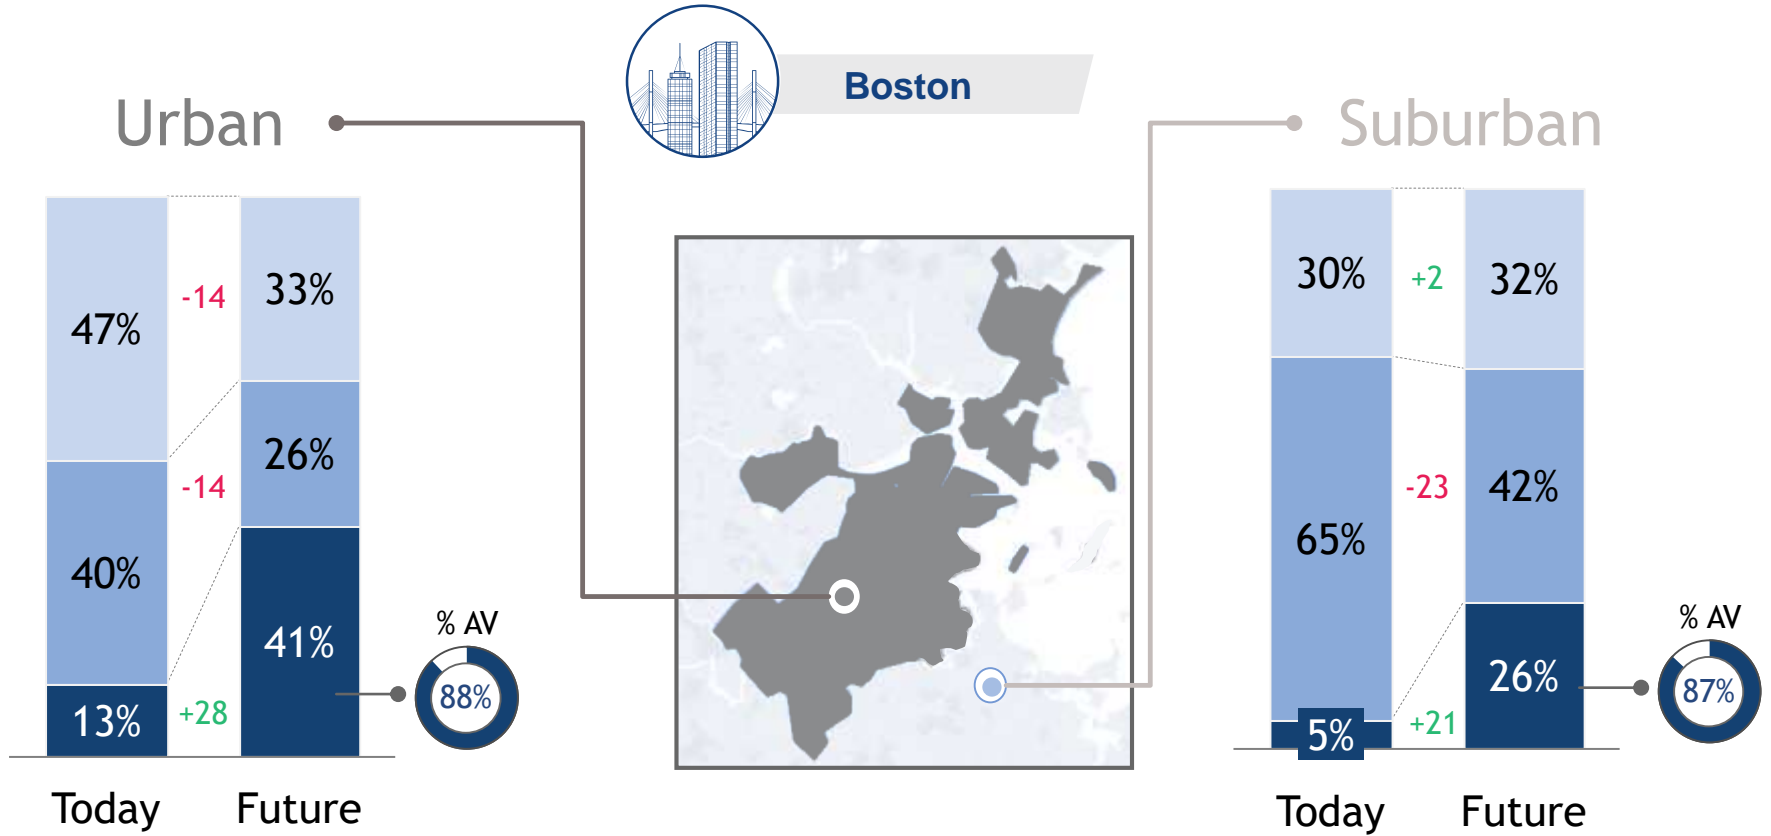 Boston
Urban
Suburban
47%
-14
33%
40%
-14
26%
13%
+28
41%
% AV
88%
Today
Future
30%
+2
32%
65%
-23
42%
5%
+21
26%
% AV
87%
Today
Future